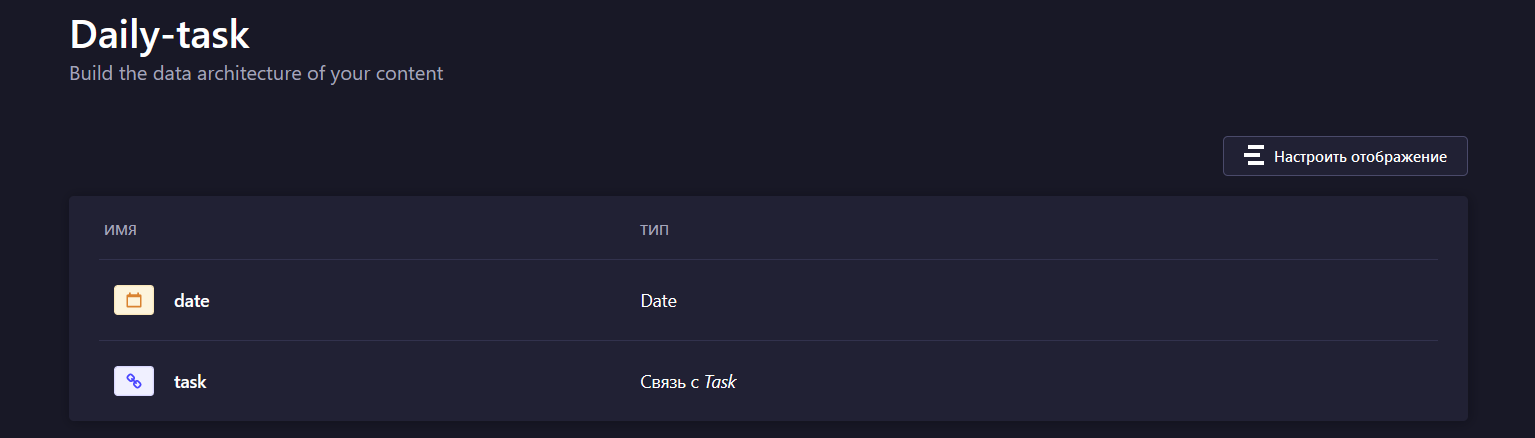 Daily-task
Build the data architecture of your content
Настроить отображение
ИМЯ ТИП
date Date
task Связь с Task